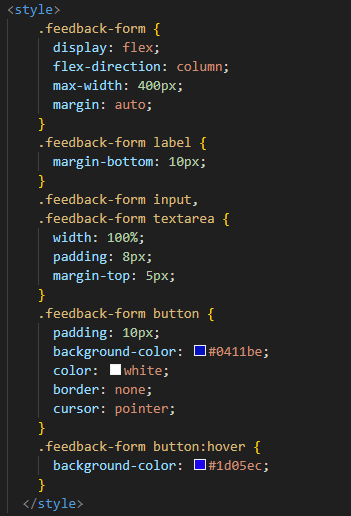 <style>
.feedback-form {
display: flex;
flex-direction: column;
max-width: 400px;
margin: auto;
}
.feedback-form label {
margin-bottom: 10px;
}
.feedback-form input,
.feedback-form textarea {
width: 100%;
padding: 8px;
margin-top: 5px;
}
.feedback-form button {
padding: 10px;
background-color: #0411be;
color: white;
border: none;
cursor: pointer;
}
.feedback-form button:hover {
background-color: #1d05ec;
}
</style>